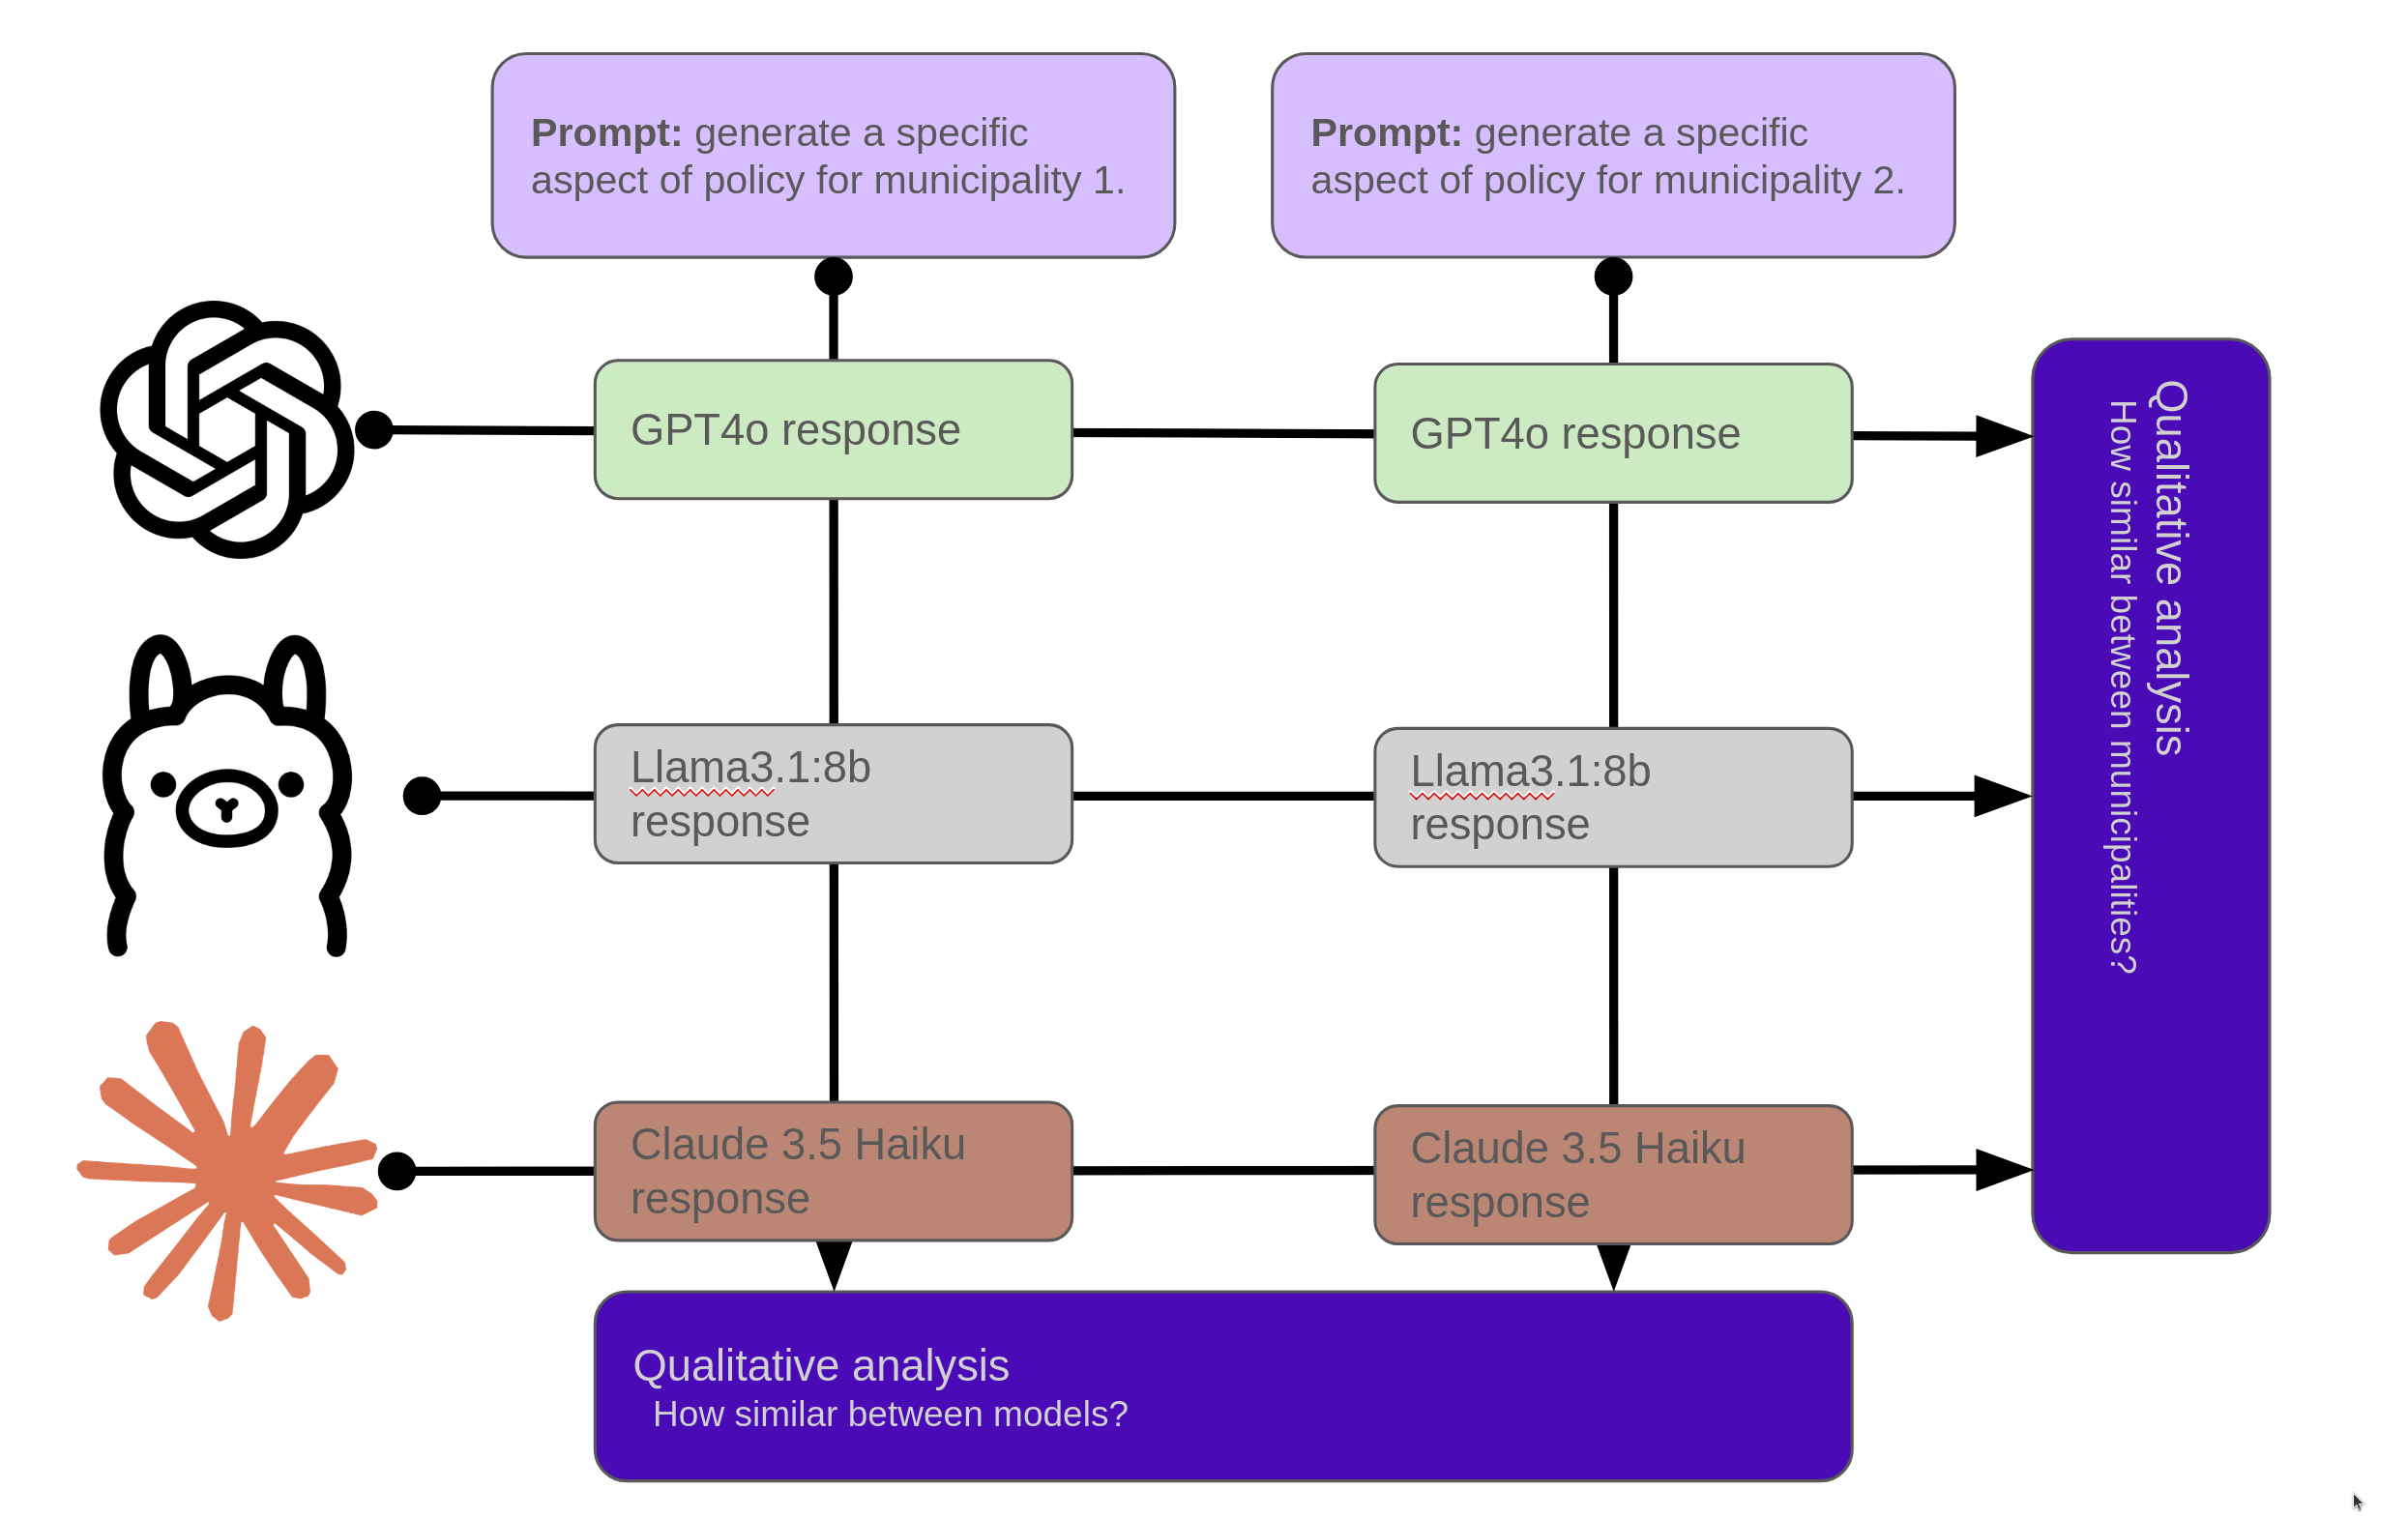 Prompt: generate a specific
aspect of policy for municipality 1.
Prompt: generate a specific
aspect of policy for municipality 2.
GPT4o response
GPT4o response
Llama3.1:8b
response
Llama3.1:8b
response
Claude 3.5 Haiku
response
Claude 3.5 Haiku
response
Qualitative analysis
How similar between municipalities?
Qualitative analysis
How similar between models?